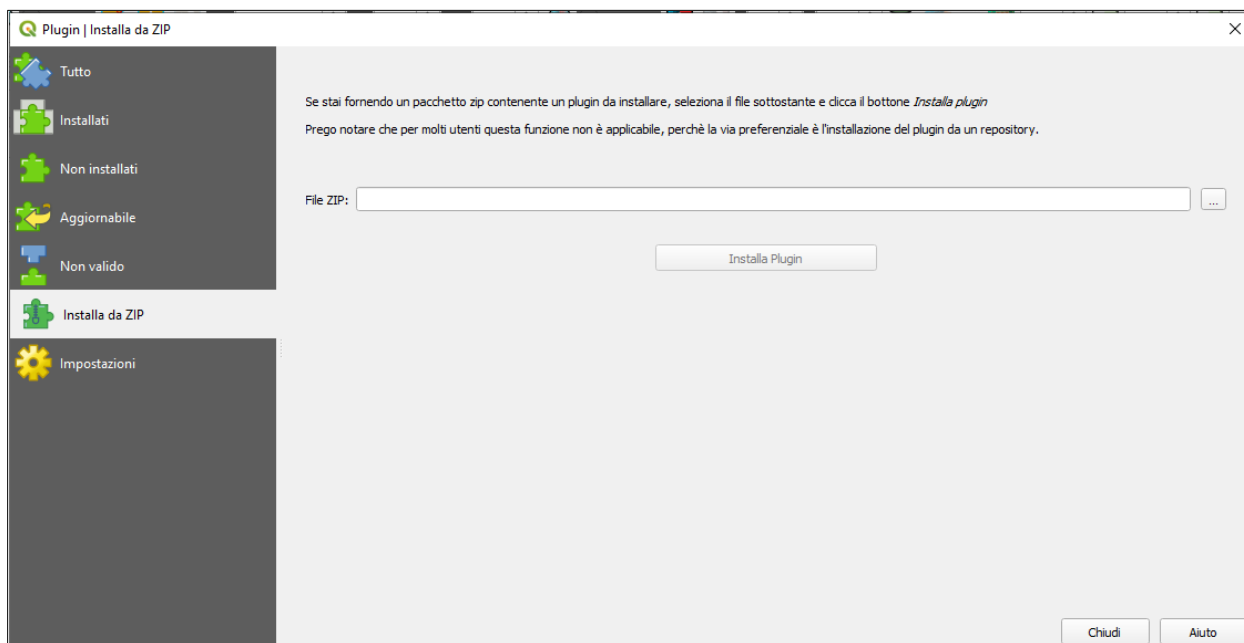 Plugin | Installa da ZIP
Tutto
Installati
Non installati
Aggiornabile
Non valido
Installa da ZIP
Impostazioni
Se stai fornendo un pacchetto zip contenente un plugin da installare, seleziona il file sottostante e clicca il bottone Installa plugin
Prego notare che per molti utenti questa funzione non è applicabile, perchè la via preferenziale è l'installazione del plugin da un repository.
File ZIP:
...
Installa Plugin
Chiudi
Aiuto